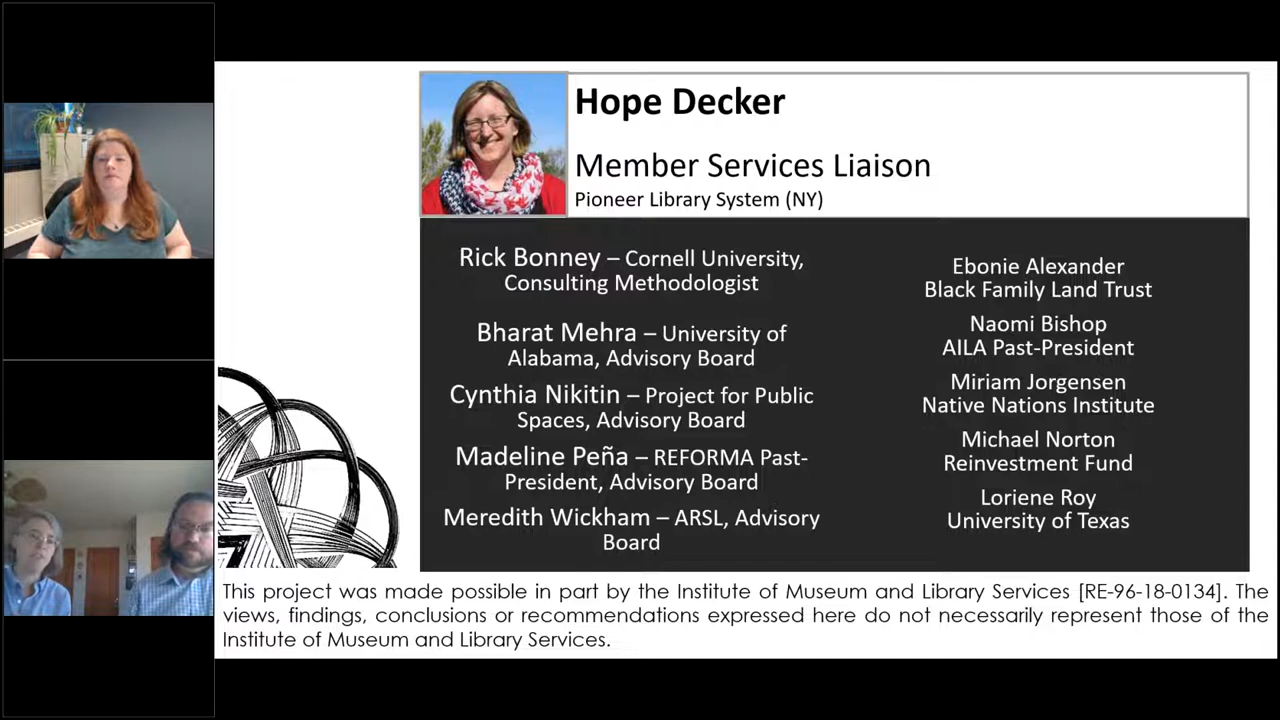 Hope Decker
Member Services Liaison
Pioneer Library System (NY)
Rick Bonney – Cornell University,
Consulting Methodologist
Bharat Mehra – University of
Alabama, Advisory Board
Cynthia Nikitin – Project for Public
Spaces, Advisory Board
Madeline Peña – REFORMA Past-
President, Advisory Board
Meredith Wickham – ARSL, Advisory
Board
Ebonie Alexander
Black Family Land Trust
Naomi Bishop
AILA Past-President
Miriam Jorgensen
Native Nations Institute
Michael Norton
Reinvestment Fund
Loriene Roy
University of Texas
This project was made possible in part by the Institute of Museum and Library Services [RE-96-18-0134]. The
views, findings, conclusions or recommendations expressed here do not necessarily represent those of the
Institute of Museum and Library Services.